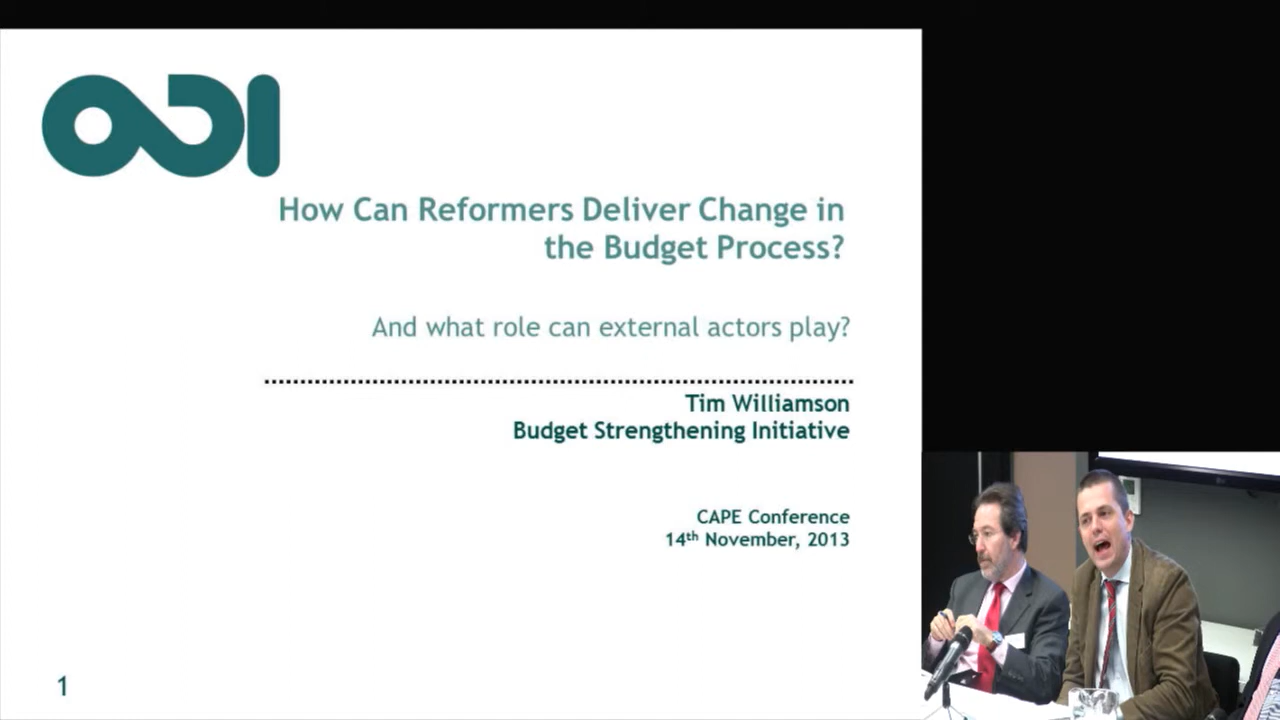 ODI
How Can Reformers Deliver Change in
the Budget Process?
And what role can external actors play?
Tim Williamson
Budget Strengthening Initiative
CAPE Conference
14th November, 2013
1